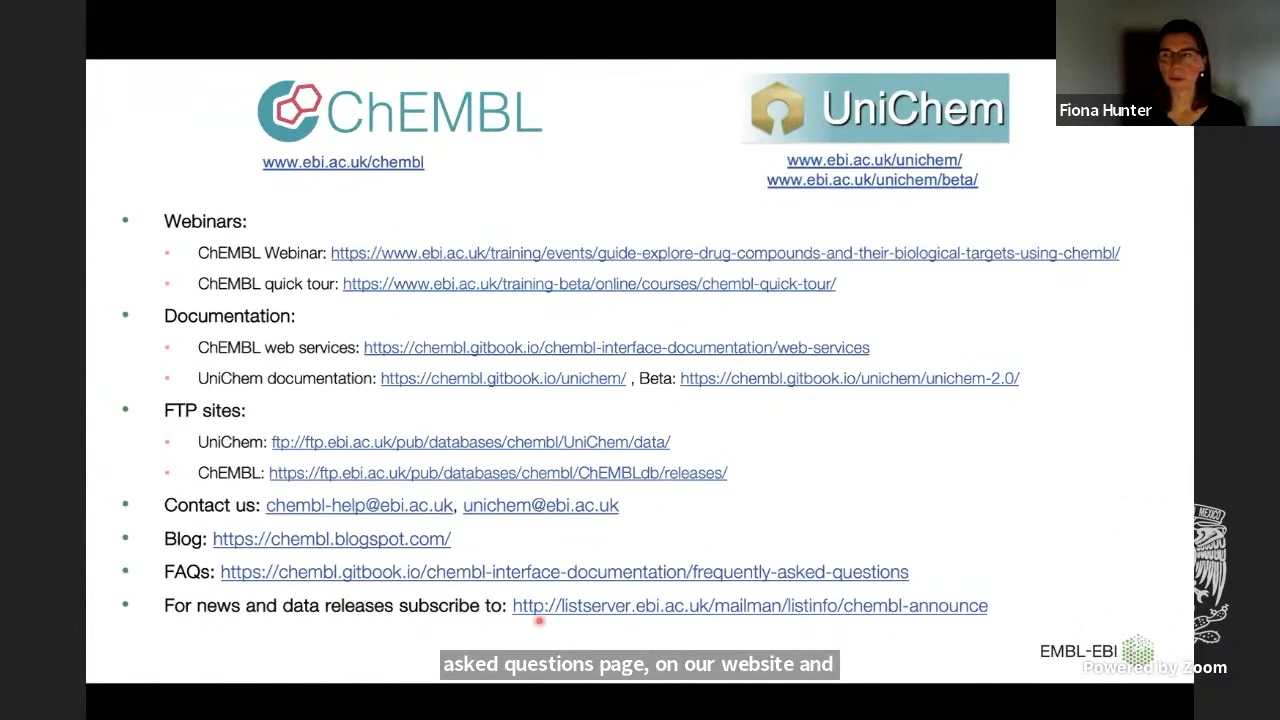 ChEMBL
www.ebi.ac.uk/chembl
UniChem
www.ebi.ac.uk/unichem/
www.ebi.ac.uk/unichem/beta/
Fiona Hunter
• Webinars:
• ChEMBL Webinar: https://www.ebi.ac.uk/training/events/guide-explore-drug-compounds-and-their-biological-targets-using-chembl/
• ChEMBL quick tour: https://www.ebi.ac.uk/training-beta/online/courses/chembl-quick-tour/
• Documentation:
• ChEMBL web services: https://chembl.gitbook.io/chembl-interface-documentation/web-services
• UniChem documentation: https://chembl.gitbook.io/unichem/ , Beta: https://chembl.gitbook.io/unichem/unichem-2.0/
• FTP sites:
• UniChem: ftp://ftp.ebi.ac.uk/pub/databases/chembl/UniChem/data/
• ChEMBL: https://ftp.ebi.ac.uk/pub/databases/chembl/ChEMBLdb/releases/
• Contact us: chembl-help@ebi.ac.uk, unichem@ebi.ac.uk
• Blog: https://chembl.blogspot.com/
• FAQs: https://chembl.gitbook.io/chembl-interface-documentation/frequently-asked-questions
• For news and data releases subscribe to: http://listserver.ebi.ac.uk/mailman/listinfo/chembl-announce
MEXICO
EMBL-EBI
asked questions page, on our website and
Powered by Zoom